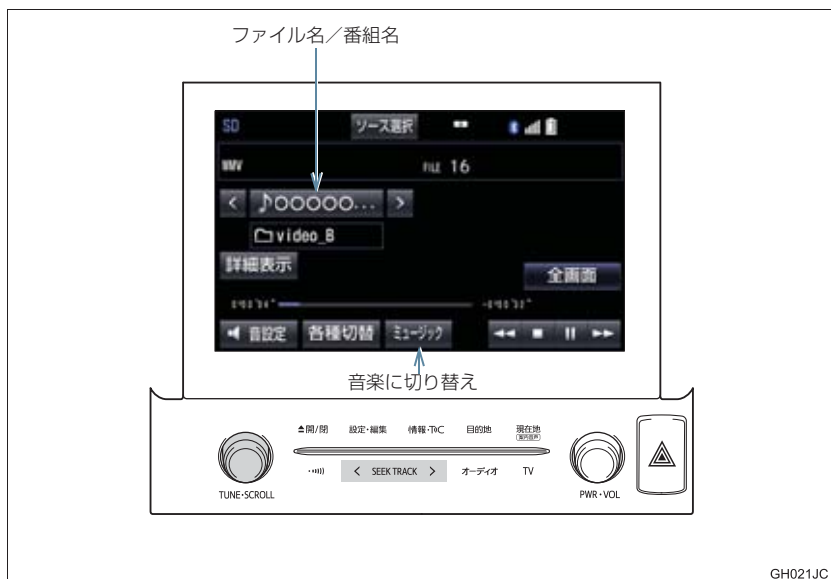 ファイル名／番組名
SD ソース選択
WMV FILE 16
< ♪○○○○○... >
video_B
詳細表示
全画面
音設定 各種切替 ミュージック
音楽に切り替え
▲開/閉 設定・編集 情報・T℃ 目的地 現在地
< SEEK TRACK > オーディオ TV
TUNE・SCROLL
PWR・VOL
GH021JC